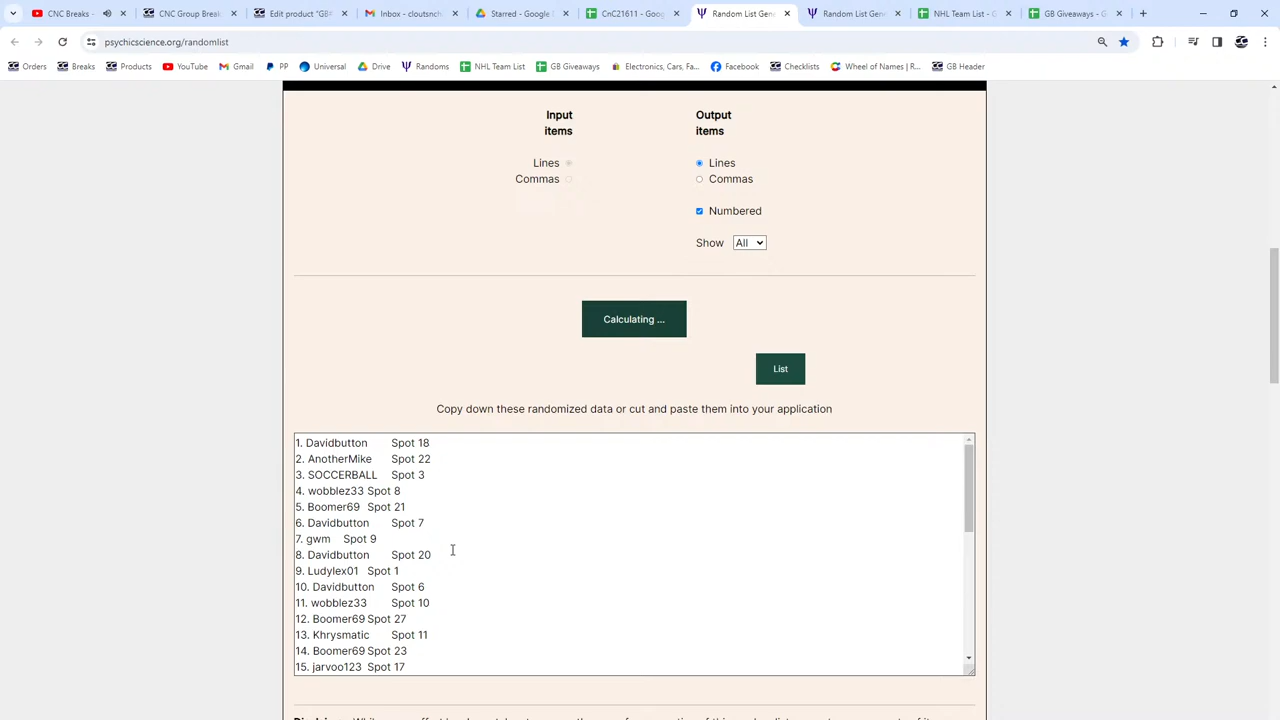 CNC Breaks
CNC Group Break
Edit product "GB#
Inbox - cloutsnch
Starred - Google D
CnC21611 - Goog
Random List Gene
Random List Gene
NHL Team List - G
GB Giveaways - G
psychicscience.org/randomlist
Orders
Breaks
Products
YouTube
Gmail
PP
Universal
Drive
Randoms
NHL Team List
GB Giveaways
Electronics, Cars, Fa...
Facebook
Checklists
Wheel of Names | R...
GB Header
Input items
Output items
Lines
Commas
Lines
Commas
Numbered
Show All
Calculating ...
List
Copy down these randomized data or cut and paste them into your application
1. Davidbutton Spot 18
2. AnotherMike Spot 22
3. SOCCERBALL Spot 3
4. wobblez33 Spot 8
5. Boomer69 Spot 21
6. Davidbutton Spot 7
7. gwm Spot 9
8. Davidbutton Spot 20
9. Ludylex01 Spot 1
10. Davidbutton Spot 6
11. wobblez33 Spot 10
12. Boomer69 Spot 27
13. Khrysmatic Spot 11
14. Boomer69 Spot 23
15. jarvoo123 Spot 17